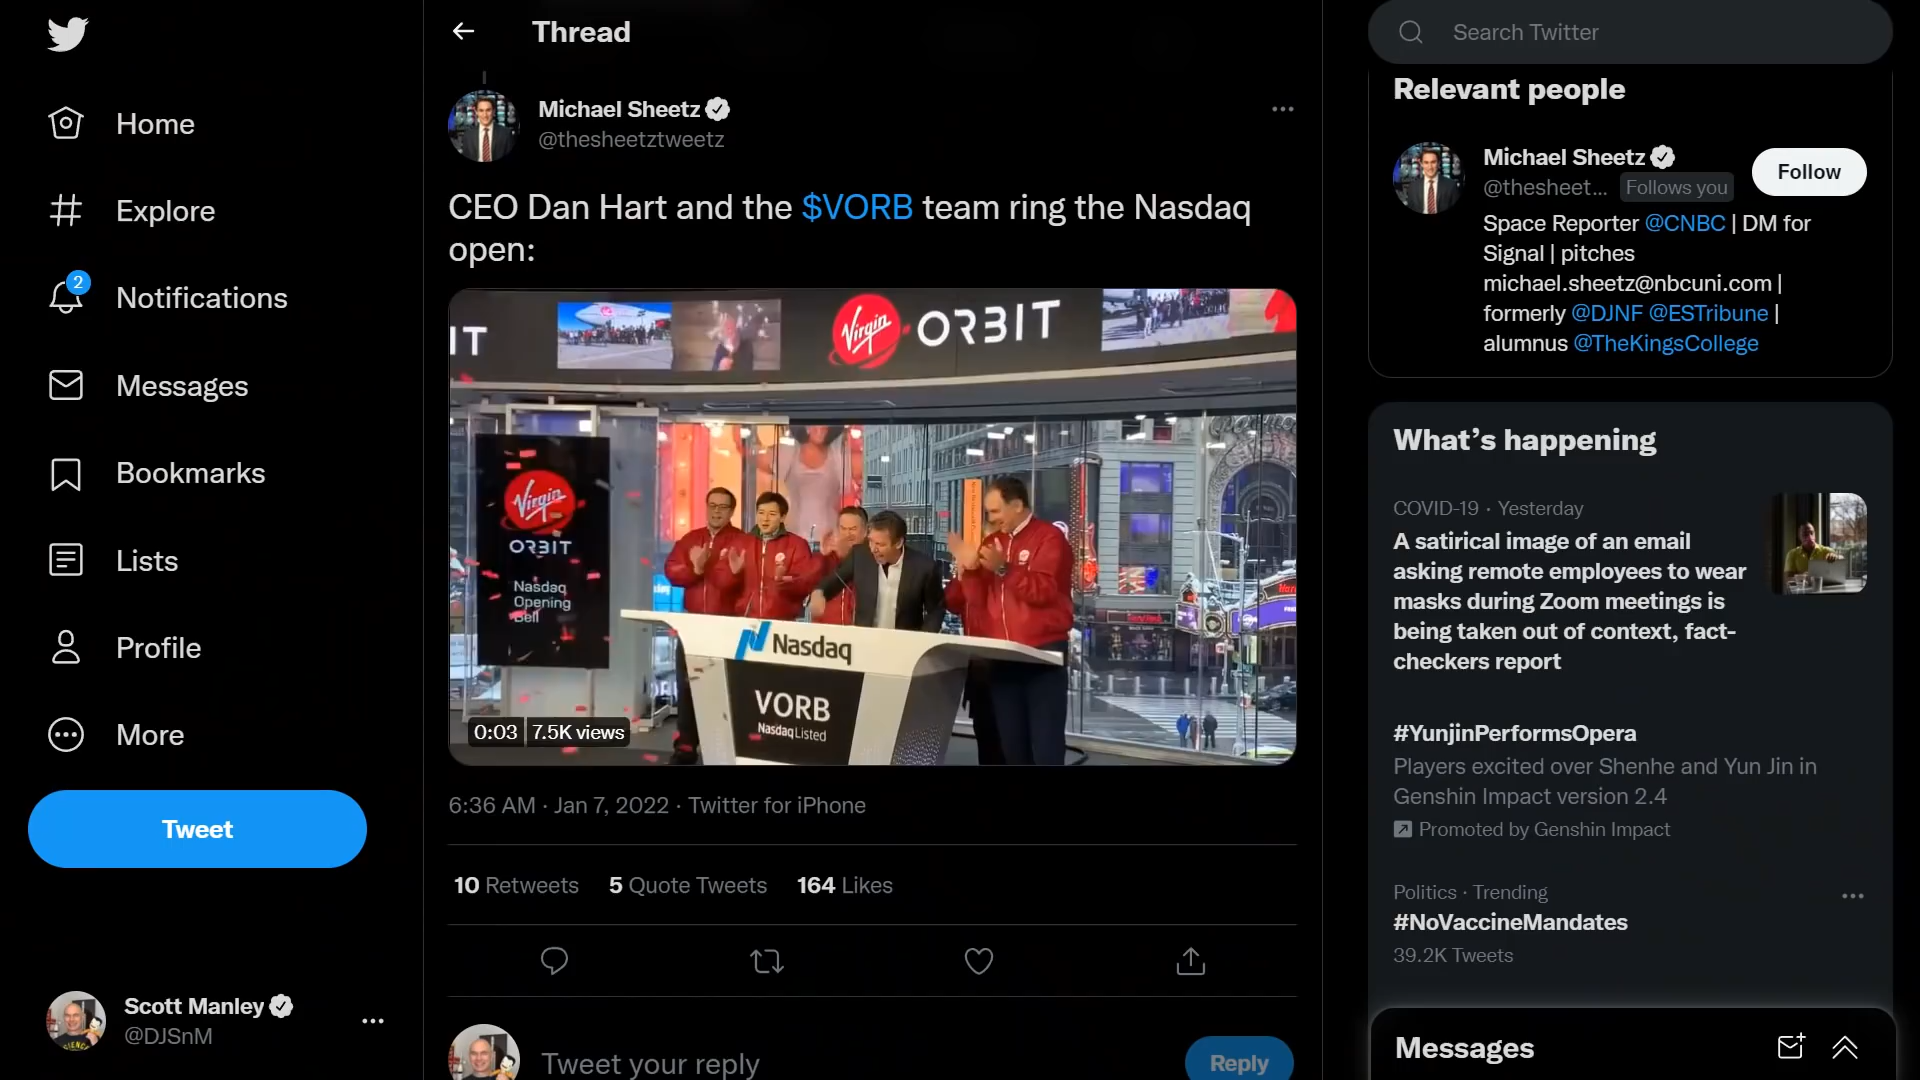 Home
Explore
2
Notifications
Messages
Bookmarks
Lists
Profile
More
Tweet
Scott Manley
@DJSnM
Thread
Michael Sheetz
@thesheetztweetz
CEO Dan Hart and the $VORB team ring the Nasdaq
open:
IT
Virgin ORBIT
Virgin
ORBIT
Nasdaq
Opening
Bell
Nasdaq
VORB
Nasdaq Listed
0:03 7.5K views
6:36 AM · Jan 7, 2022 · Twitter for iPhone
10 Retweets 5 Quote Tweets 164 Likes
Tweet your reply
Reply
Search Twitter
Relevant people
Michael Sheetz
@thesheet... Follows you
Follow
Space Reporter @CNBC | DM for
Signal | pitches
michael.sheetz@nbcuni.com |
formerly @DJNF @ESTribune |
alumnus @TheKingsCollege
What's happening
COVID-19 · Yesterday
A satirical image of an email
asking remote employees to wear
masks during Zoom meetings is
being taken out of context, fact-
checkers report
#YunjinPerformsOpera
Players excited over Shenhe and Yun Jin in
Genshin Impact version 2.4
Promoted by Genshin Impact
Politics · Trending
#NoVaccineMandates
39.2K Tweets
Messages